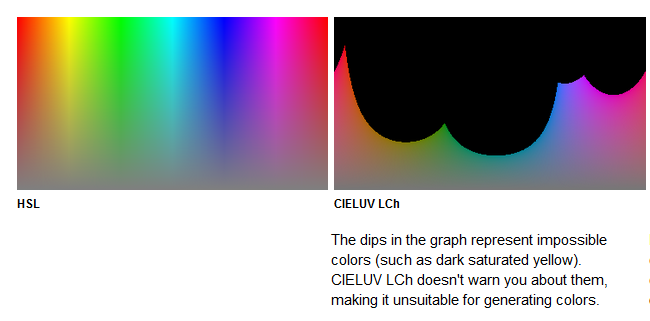 HSL
CIELUV LCh
The dips in the graph represent impossible
colors (such as dark saturated yellow).
CIELUV LCh doesn't warn you about them,
making it unsuitable for generating colors.